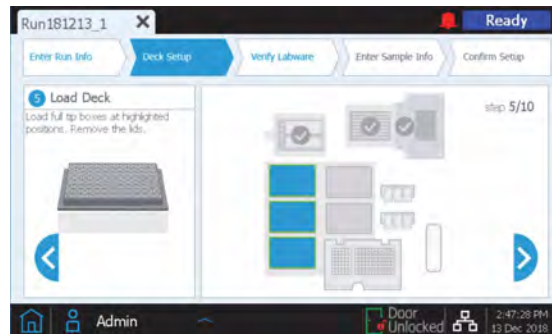 Run181213_1
Ready
Enter Run Info
Deck Setup
Verify Labware
Enter Sample Info
Confirm Setup
5 Load Deck
Load full tip boxes at highlighted
positions. Remove the lids.
step 5/10
Admin
Door
Unlocked
2:47:28 PM
13 Dec 2018